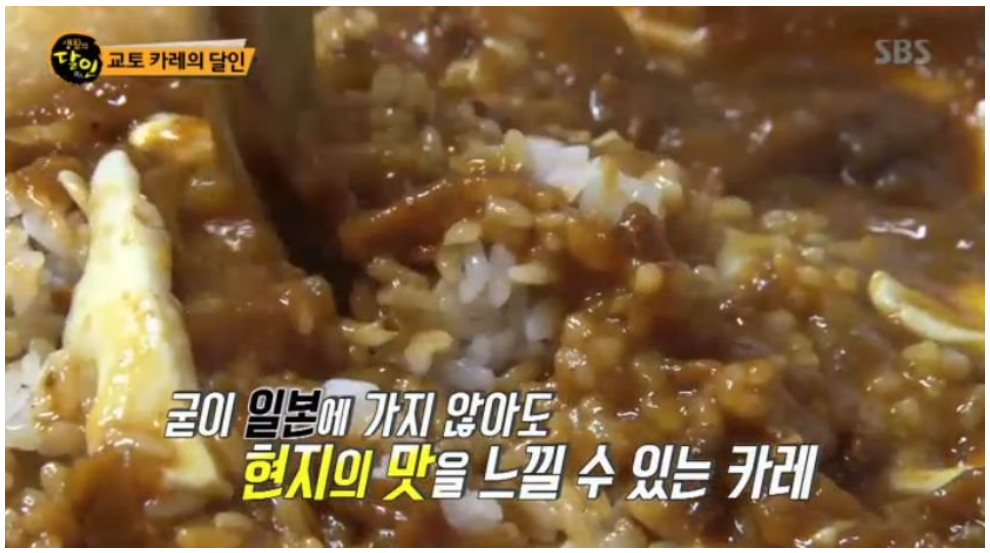 생활의
달인
교토 카레의 달인
SBS
굳이 일본에 가지 않아도
현지의 맛을 느낄 수 있는 카레